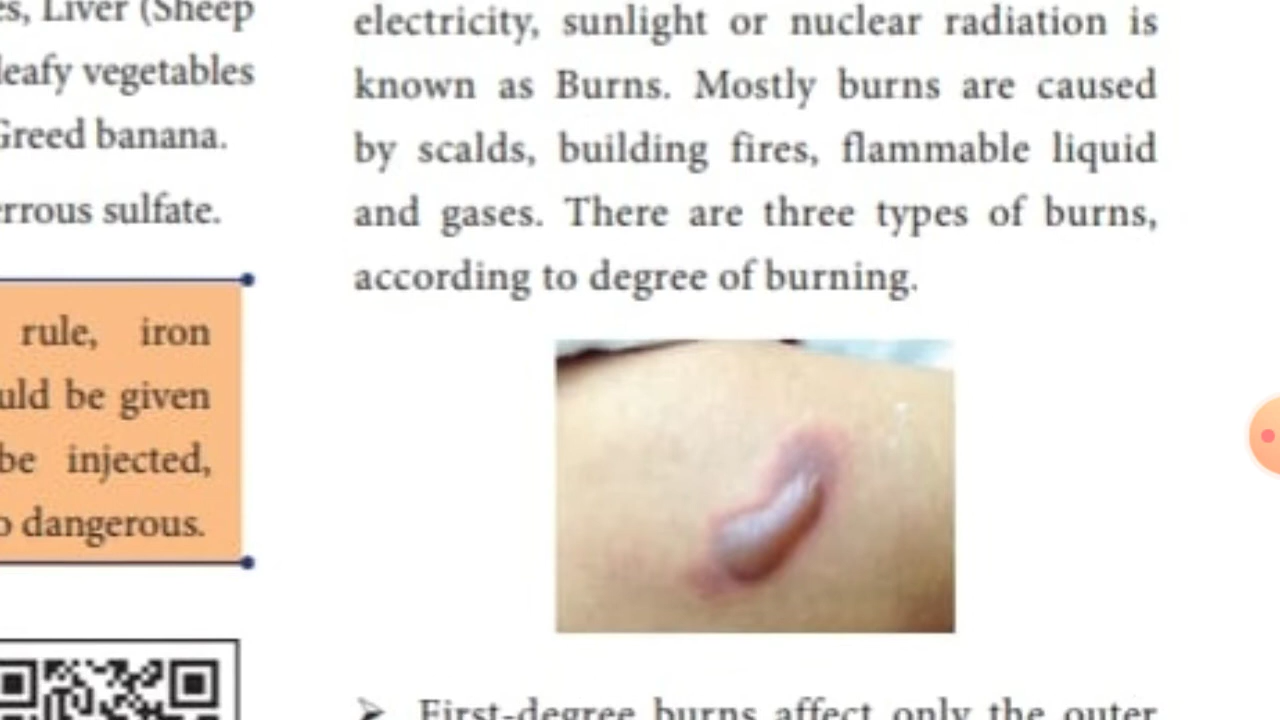 es, Liver (Sheep
leafy vegetables
Greed banana.
errous sulfate.
rule, iron
uld be given
be injected,
o dangerous.
electricity, sunlight or nuclear radiation is
known as Burns. Mostly burns are caused
by scalds, building fires, flammable liquid
and gases. There are three types of burns,
according to degree of burning.
➤ First-degree burns affect only the outer